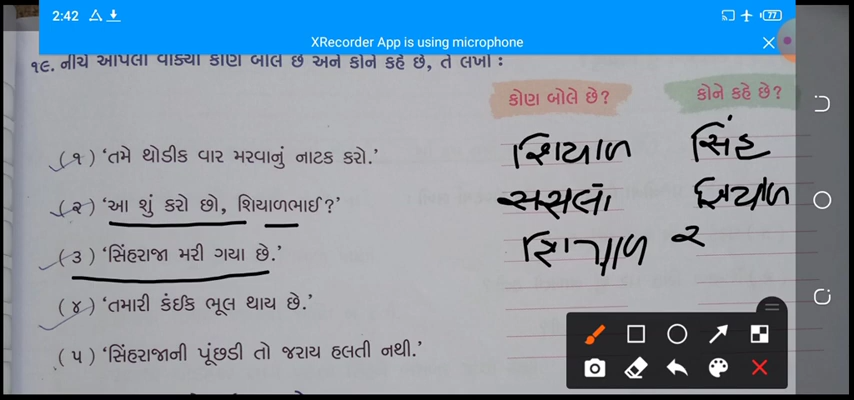 2:42
77
XRecorder App is using microphone
૧૯. નીચે આપેલાં વાક્યો કોણ બોલે છે અને કોને કહે છે, તે લખો :
કોણ બોલે છે? કોને કહે છે?
(૧) ‘તમે થોડીક વાર મરવાનું નાટક કરો.’ શિયાળ સિંહ
(૨) ‘આ શું કરો છો, શિયાળભાઈ?’ સસલાં શિયાળ
(૩) ‘સિંહરાજા મરી ગયા છે.’ શિયાળ
(૪) ‘તમારી કંઈક ભૂલ થાય છે.’
(૫) ‘સિંહરાજાની પૂંછડી તો જરાય હલતી નથી.’